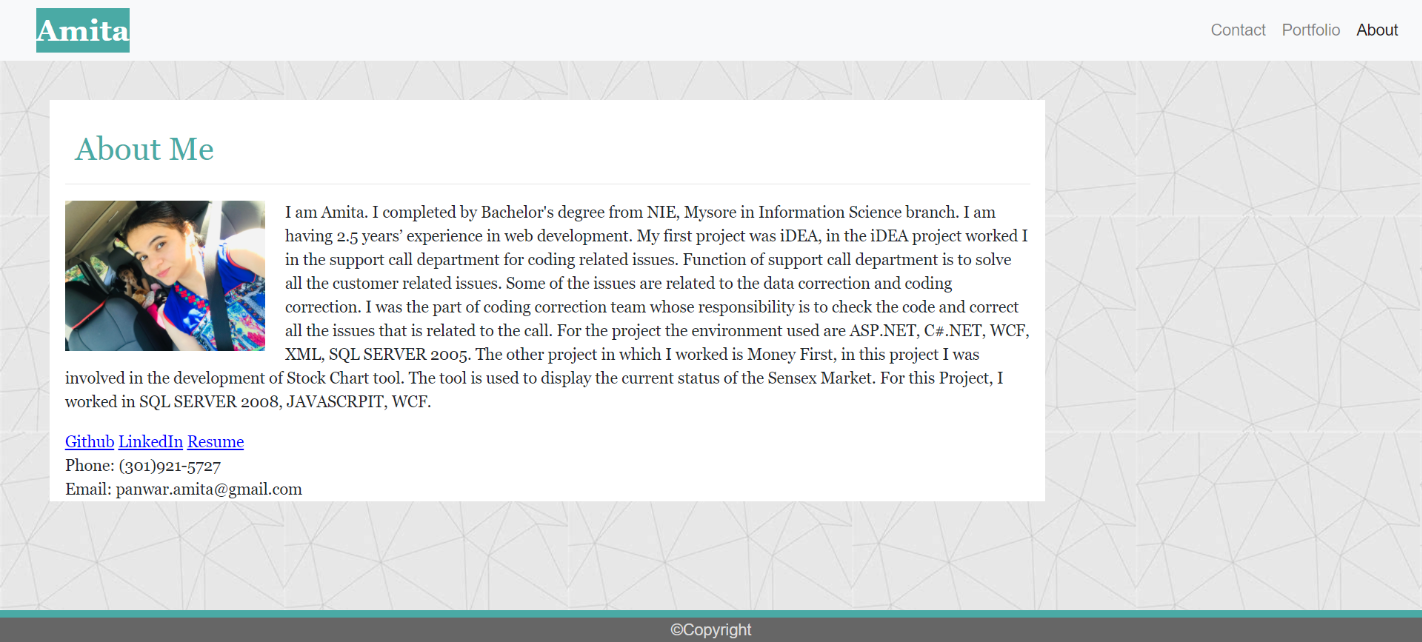 Amita
Contact Portfolio About
About Me
I am Amita. I completed by Bachelor's degree from NIE, Mysore in Information Science branch. I am
having 2.5 years’ experience in web development. My first project was iDEA, in the iDEA project worked I
in the support call department for coding related issues. Function of support call department is to solve
all the customer related issues. Some of the issues are related to the data correction and coding
correction. I was the part of coding correction team whose responsibility is to check the code and correct
all the issues that is related to the call. For the project the environment used are ASP.NET, C#.NET, WCF,
XML, SQL SERVER 2005. The other project in which I worked is Money First, in this project I was
involved in the development of Stock Chart tool. The tool is used to display the current status of the Sensex Market. For this Project, I
worked in SQL SERVER 2008, JAVASCRPIT, WCF.
Github LinkedIn Resume
Phone: (301)921-5727
Email: panwar.amita@gmail.com
©Copyright